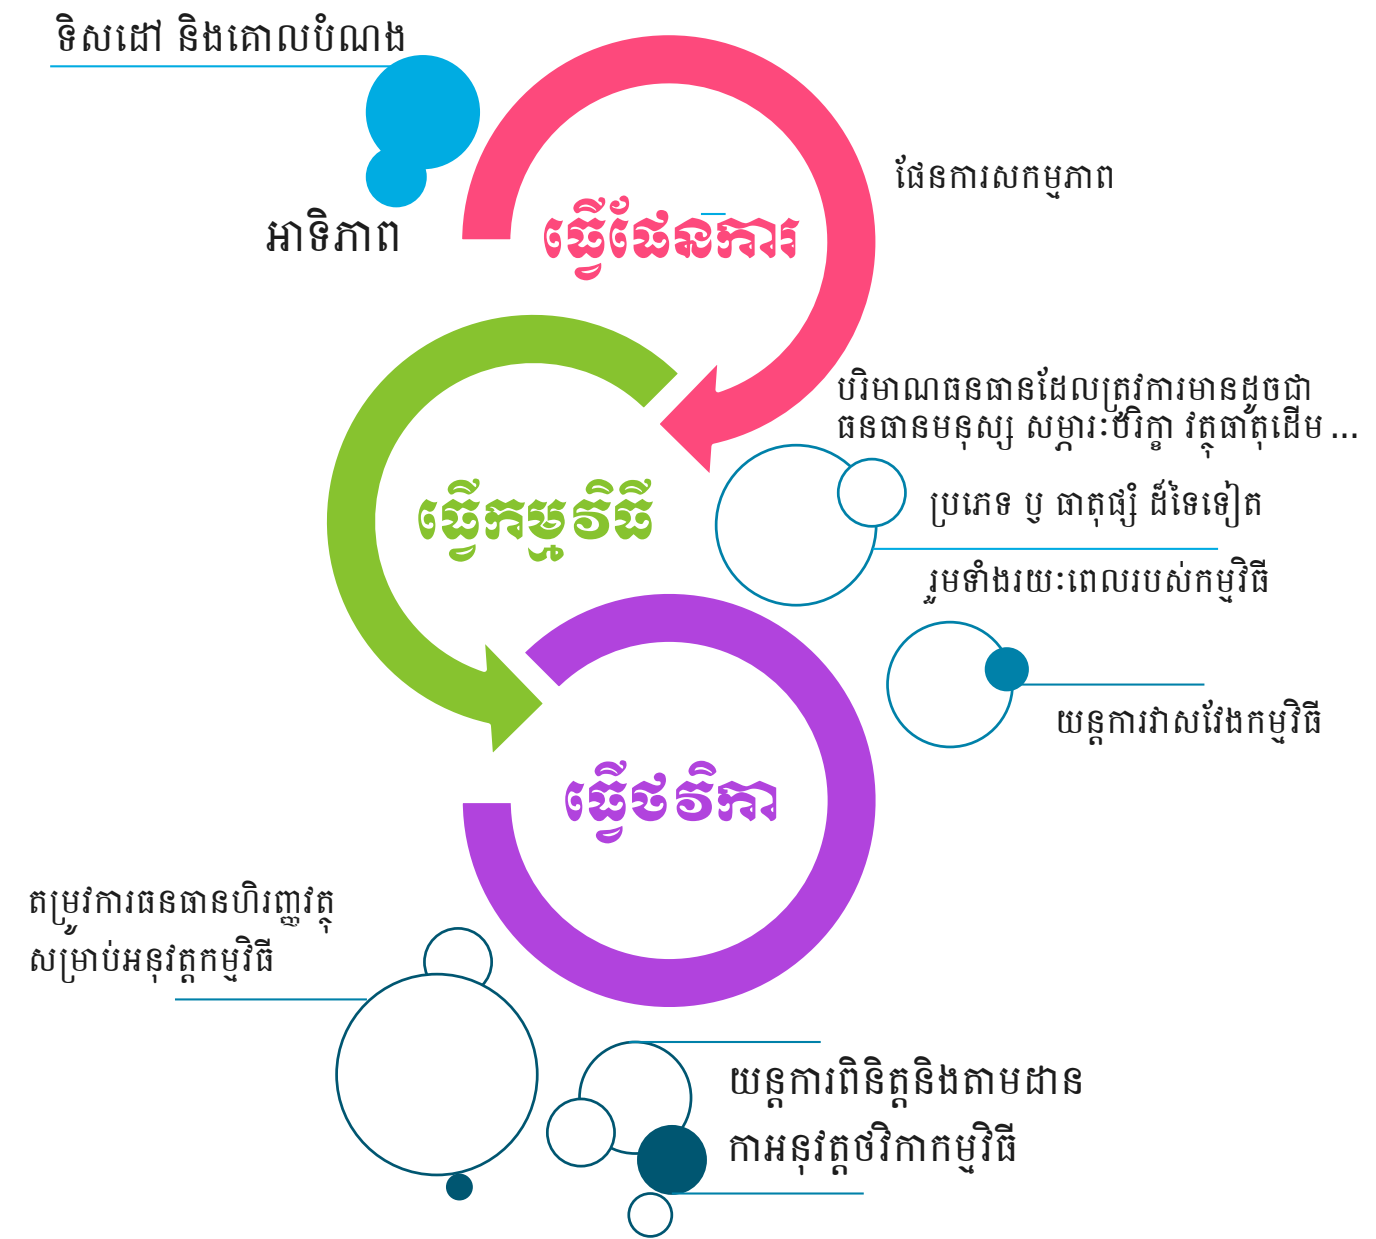 ទិសដៅ និងគោលបំណង
អាទិភាព
ធ្វើផែនការ
ផែនការសកម្មភាព
បរិមាណធនធានដែលត្រូវការមានដូចជា
ធនធានមនុស្ស សម្ភារៈបរិក្ខា វត្ថុធាតុដើម ...
ប្រភេទ ឫ ធាតុផ្សំ ដ៏ទៃទៀត
រួមទាំងរយៈពេលរបស់កម្មវិធី
ធ្វើកម្មវិធី
យន្តការវាសវែងកម្មវិធី
ធ្វើថវិកា
តម្រូវការធនធានហិរញ្ញវត្ថុ
សម្រាប់អនុវត្តកម្មវិធី
យន្តការពិនិត្តនិងតាមដាន
កាអនុវត្តថវិកាកម្មវិធី